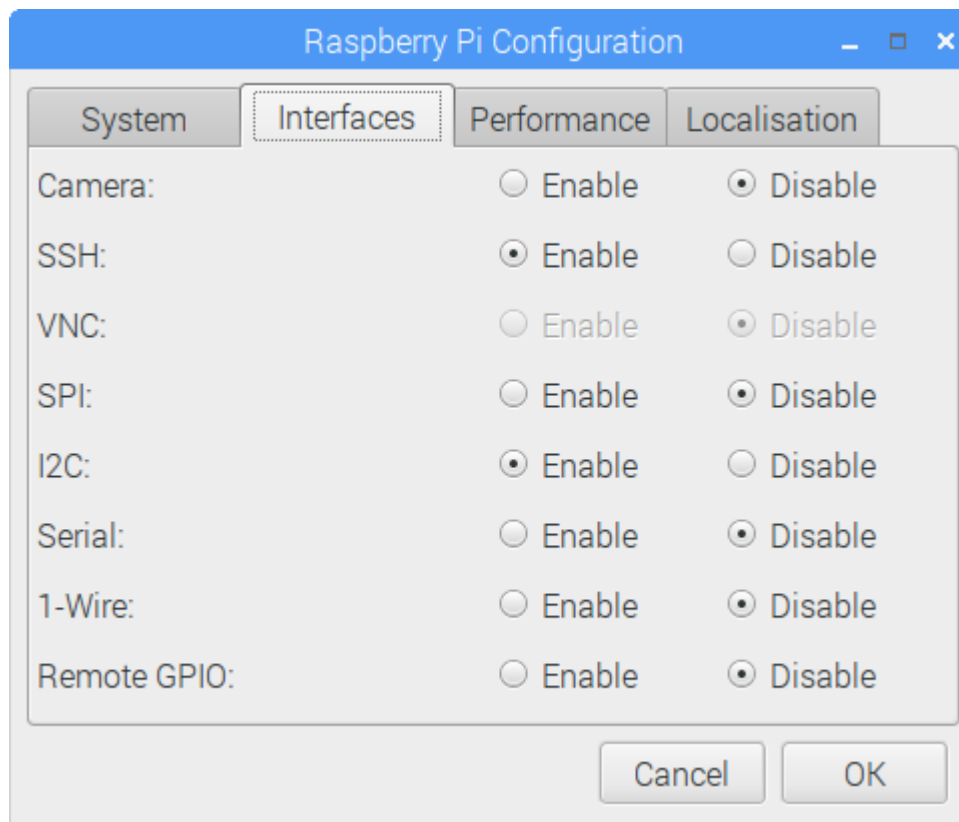 Raspberry Pi Configuration
System Interfaces Performance Localisation
Camera: Enable Disable
SSH: Enable Disable
VNC: Enable Disable
SPI: Enable Disable
I2C: Enable Disable
Serial: Enable Disable
1-Wire: Enable Disable
Remote GPIO: Enable Disable
Cancel OK